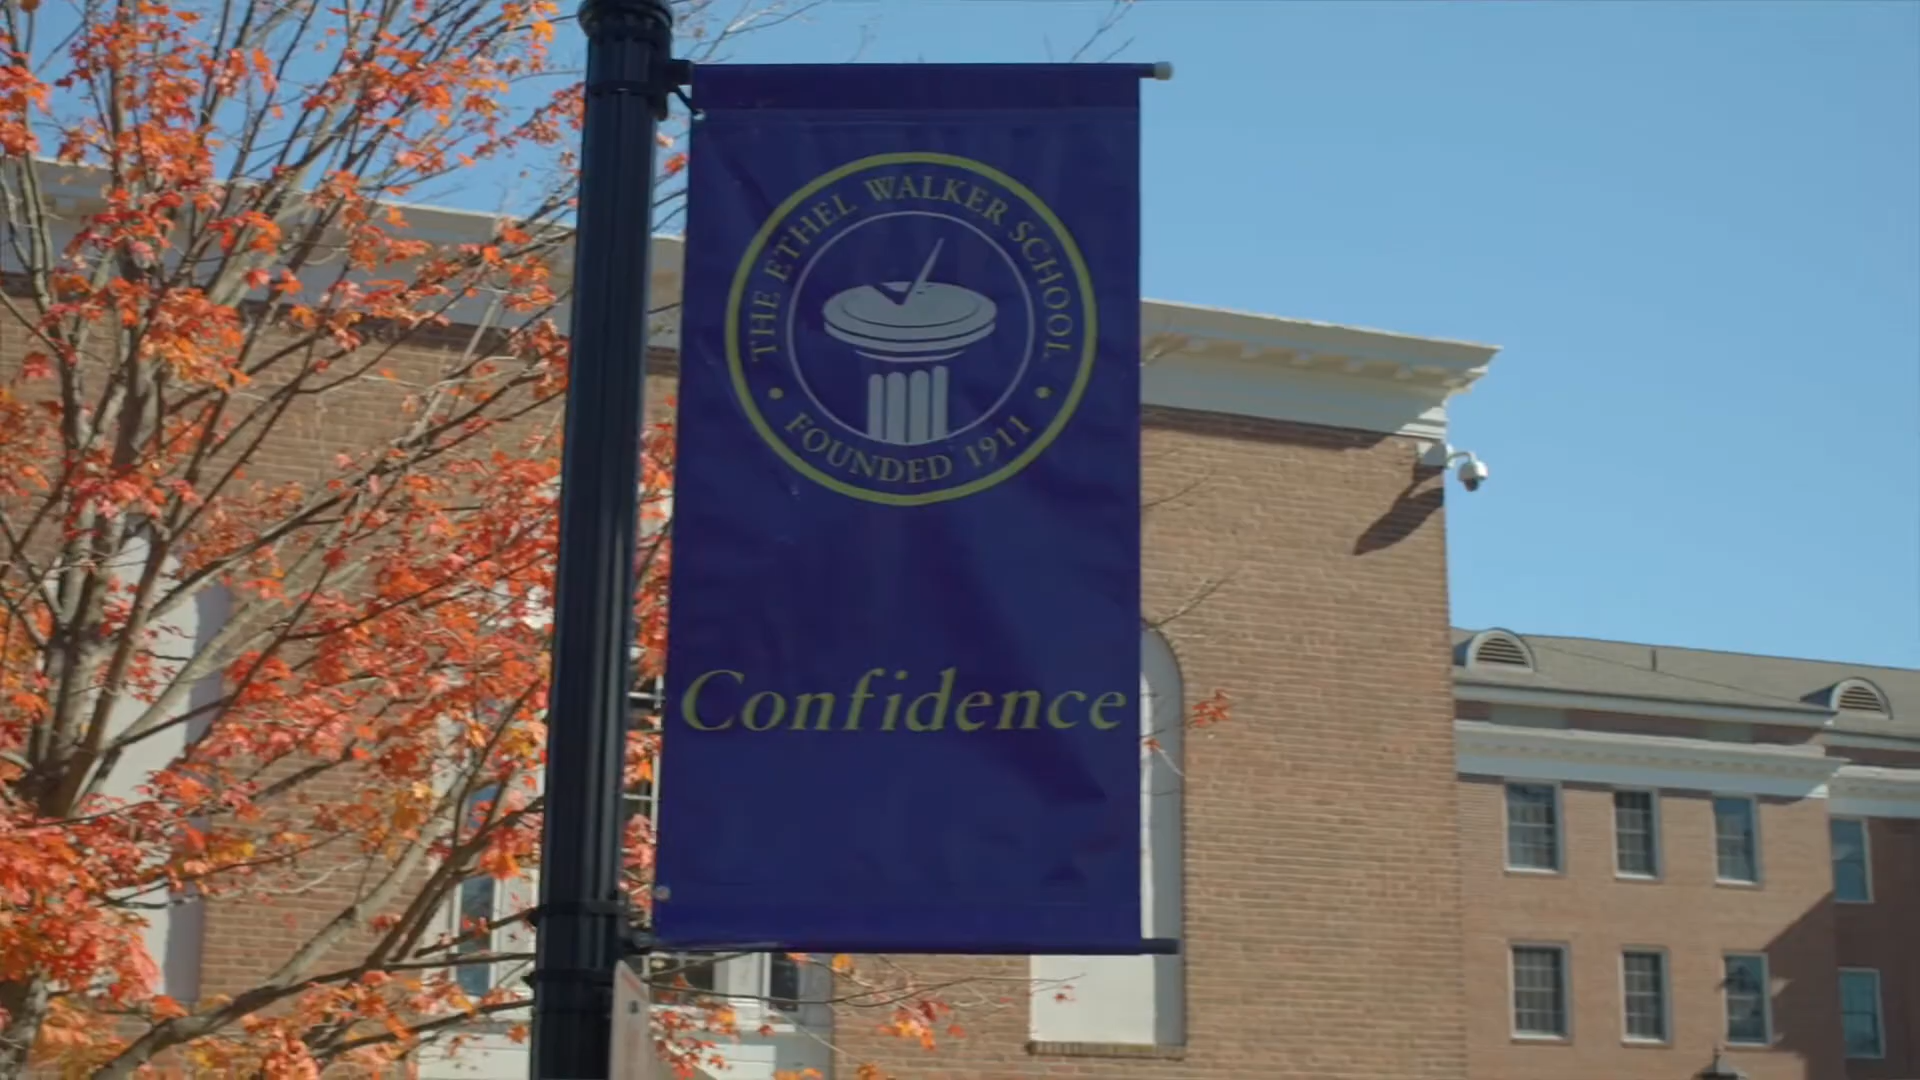 THE ETHEL WALKER SCHOOL
• FOUNDED 1911 •
Confidence